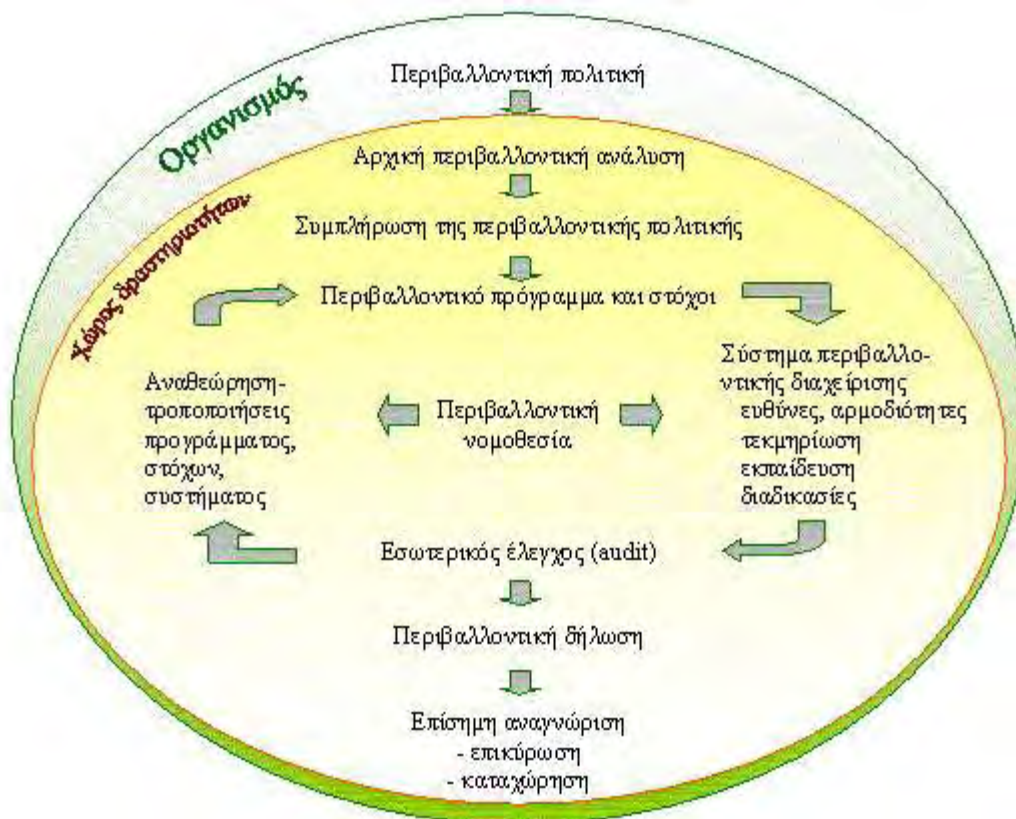 Περιβαλλοντική πολιτική
Οργανισμός
Αρχική περιβαλλοντική ανάλυση
Χώρος δραστηριοτήτων
Συμπλήρωση της περιβαλλοντικής πολιτικής
Περιβαλλοντικό πρόγραμμα και στόχοι
Σύστημα περιβαλλο-
ντικής διαχείρισης
ευθύνες, αρμοδιότητες
τεκμηρίωση
εκπαίδευση
διαδικασίες
Περιβαλλοντική
νομοθεσία
Αναθεώρηση-
τροποποιήσεις
προγράμματος,
στόχων,
συστήματος
Εσωτερικός έλεγχος (audit)
Περιβαλλοντική δήλωση
Επίσημη αναγνώριση
- επικύρωση
- καταχώρηση